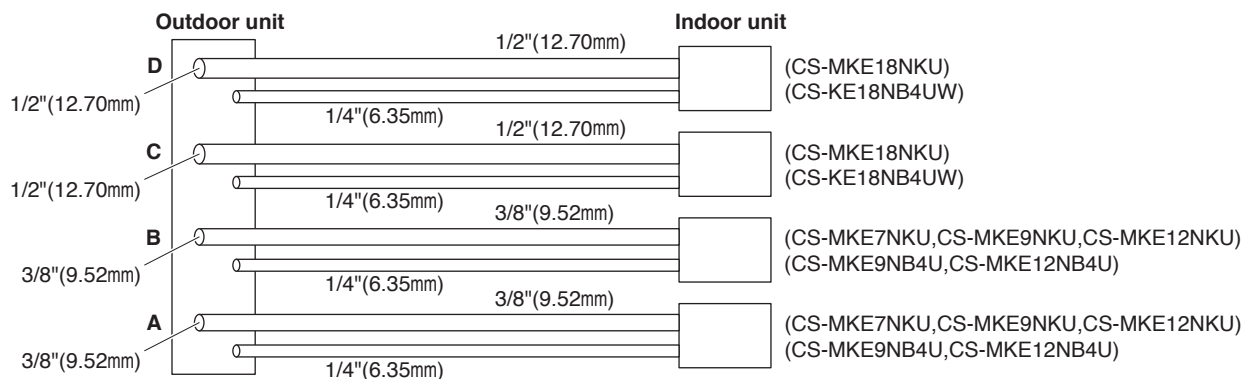 Outdoor unit
Indoor unit
1/2"(12.70mm)
D
(CS-MKE18NKU)
(CS-KE18NB4UW)
1/2"(12.70mm)
1/4"(6.35mm)
1/2"(12.70mm)
C
(CS-MKE18NKU)
(CS-KE18NB4UW)
1/2"(12.70mm)
1/4"(6.35mm)
3/8"(9.52mm)
B
(CS-MKE7NKU,CS-MKE9NKU,CS-MKE12NKU)
(CS-MKE9NB4U,CS-MKE12NB4U)
3/8"(9.52mm)
1/4"(6.35mm)
3/8"(9.52mm)
A
(CS-MKE7NKU,CS-MKE9NKU,CS-MKE12NKU)
(CS-MKE9NB4U,CS-MKE12NB4U)
3/8"(9.52mm)
1/4"(6.35mm)